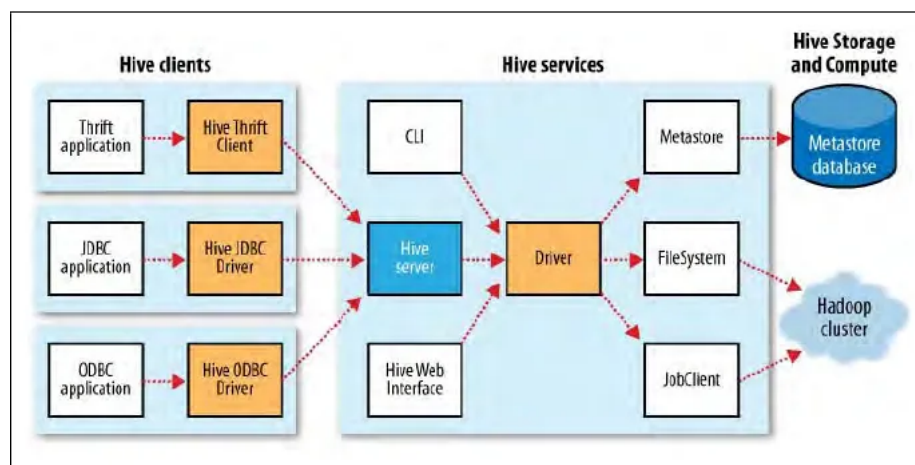 Hive clients
Hive services
Hive Storage
and Compute
Thrift
application
Hive Thrift
Client
CLI
Metastore
Metastore
database
JDBC
application
Hive JDBC
Driver
Hive
server
Driver
FileSystem
Hadoop
cluster
ODBC
application
Hive ODBC
Driver
Hive Web
Interface
JobClient